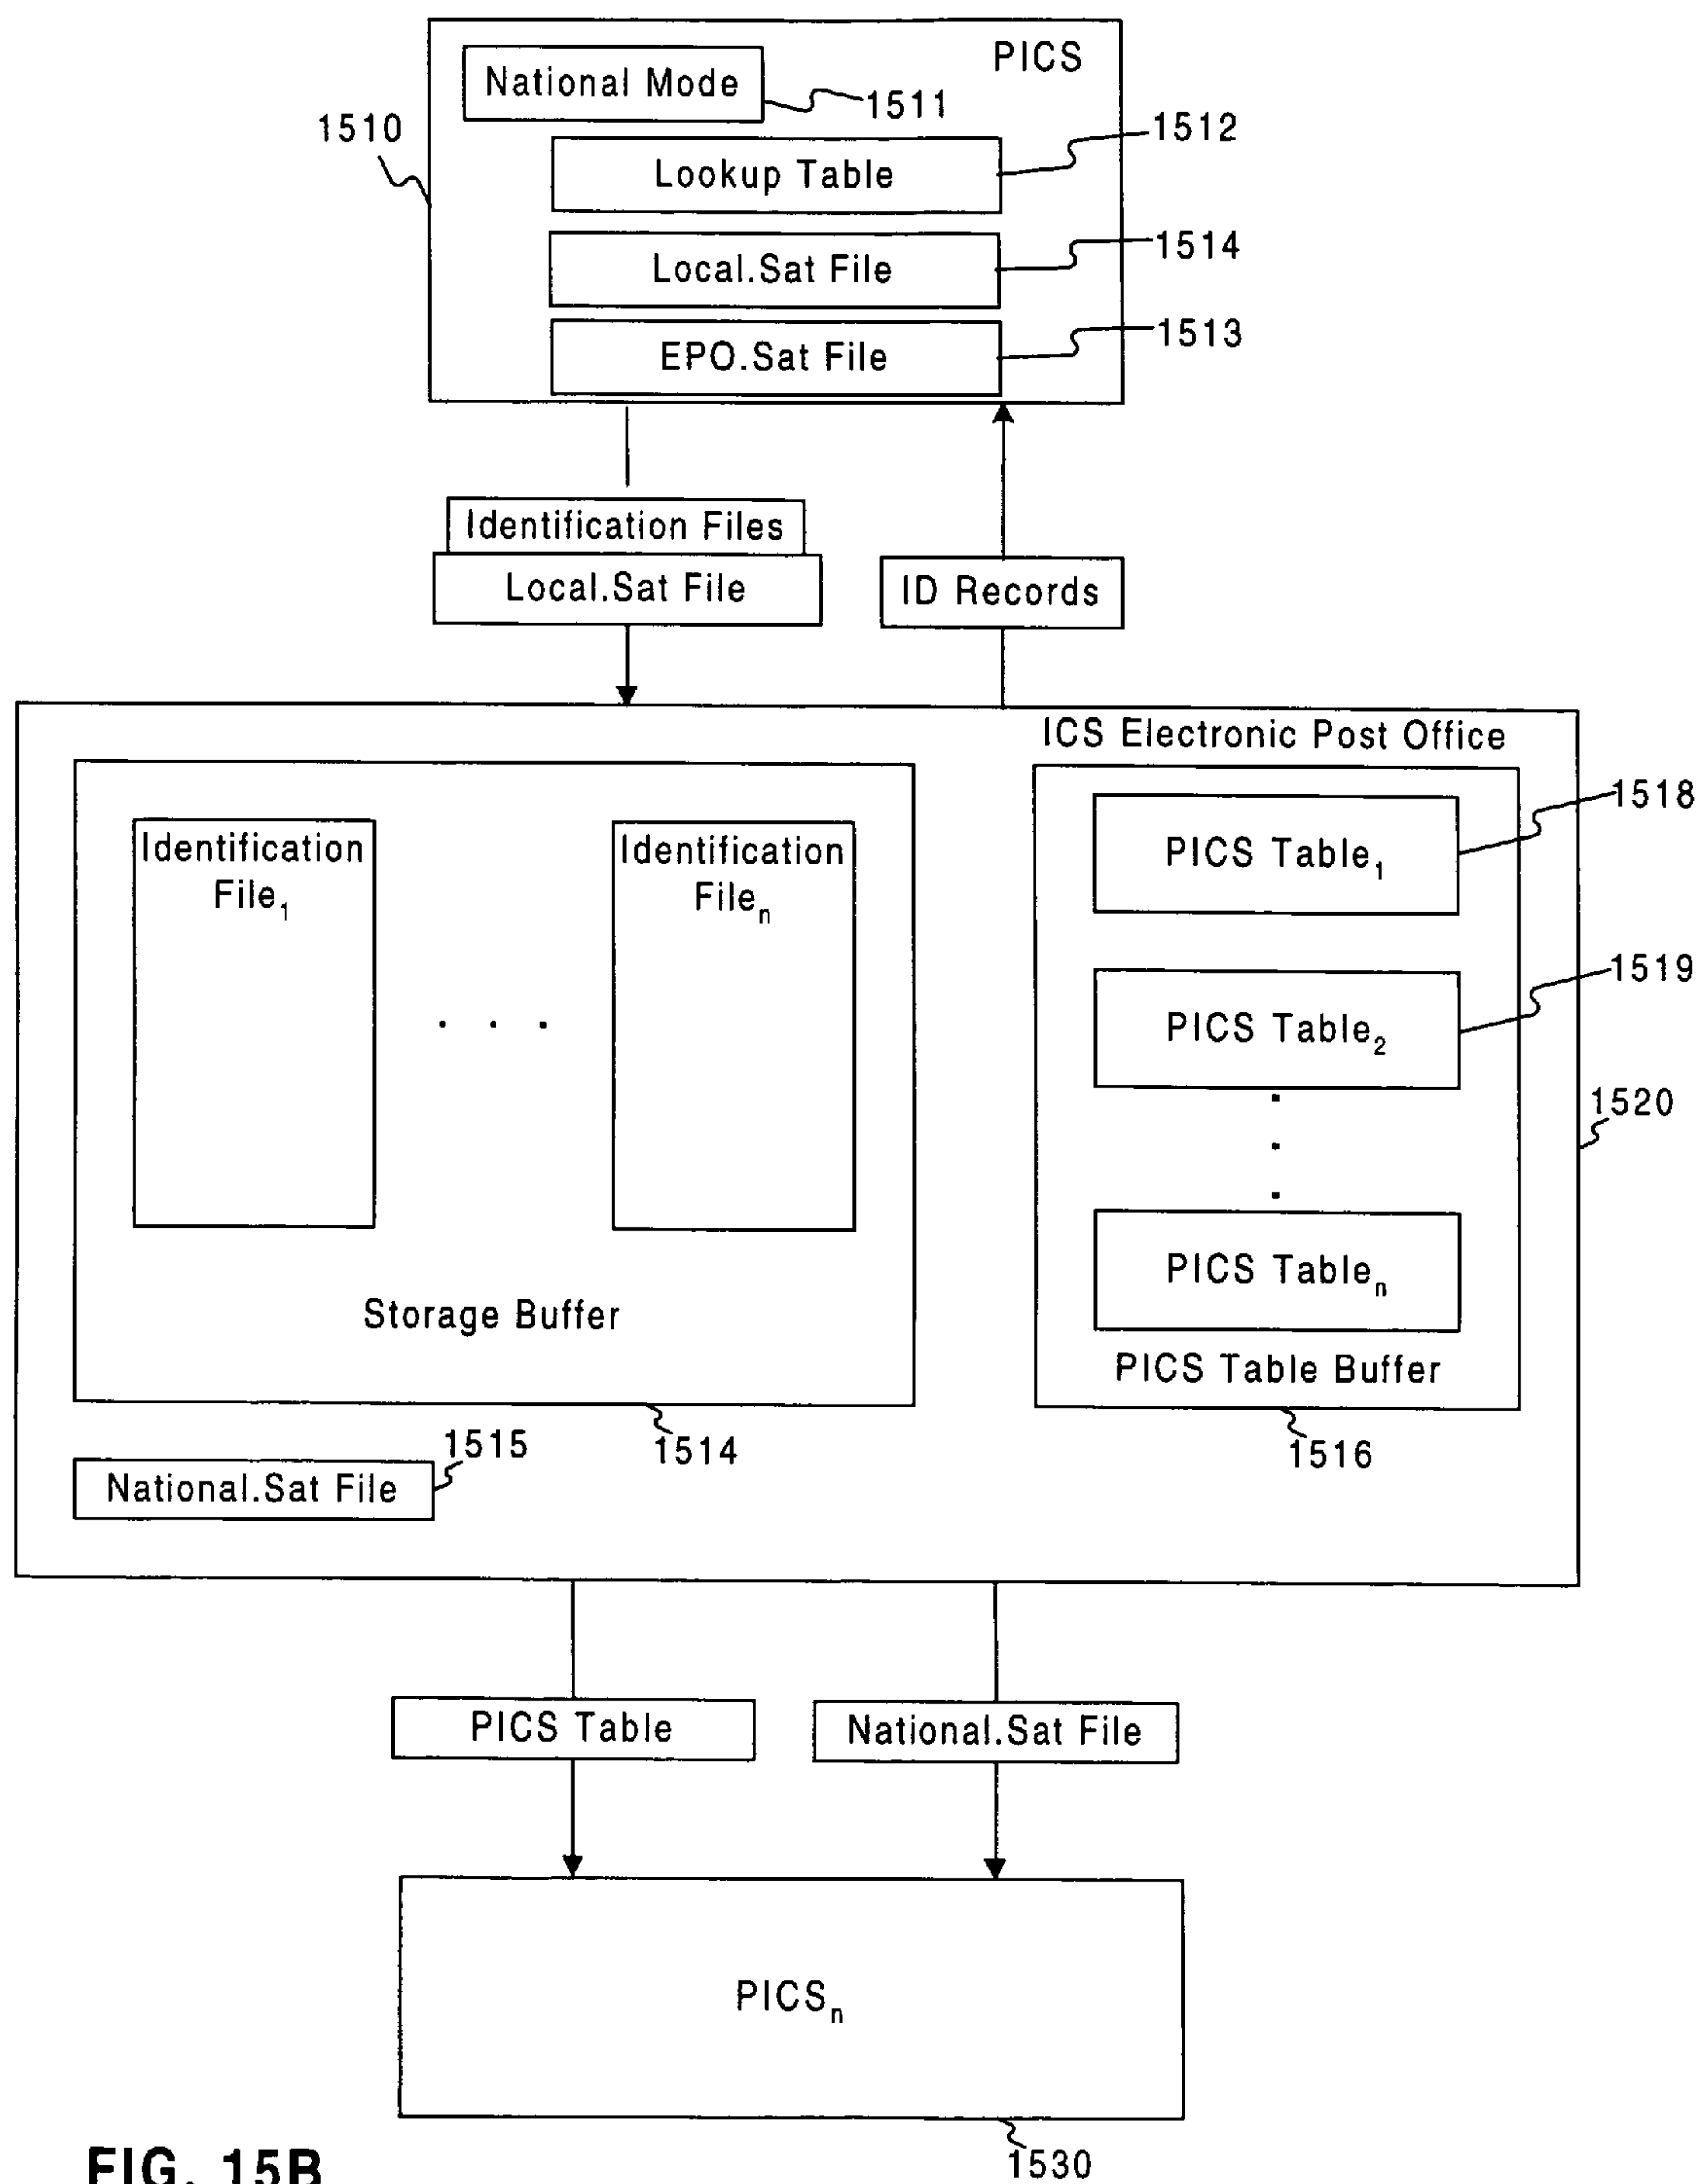 PICS
National Mode
1511
1510
1512
Lookup Table
1514
Local.Sat File
1513
EPO.Sat File
Identification Files
Local.Sat File
ID Records
ICS Electronic Post Office
1518
PICS Table1
Identification
File1
Identification
Filen
. . .
1519
PICS Table2
1520
.
.
.
PICS Tablen
Storage Buffer
PICS Table Buffer
1514
1516
1515
National.Sat File
PICS Table
National.Sat File
PICSn
1530
FIG. 15B